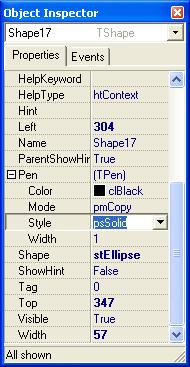 Object Inspector
Shape17 TShape
Properties Events
HelpKeyword
HelpType htContext
Hint
Left 304
Name Shape17
ParentShowHin True
Pen (TPen)
Color clBlack
Mode pmCopy
Style psSolid
Width 1
Shape stEllipse
ShowHint False
Tag 0
Top 347
Visible True
Width 57
All shown